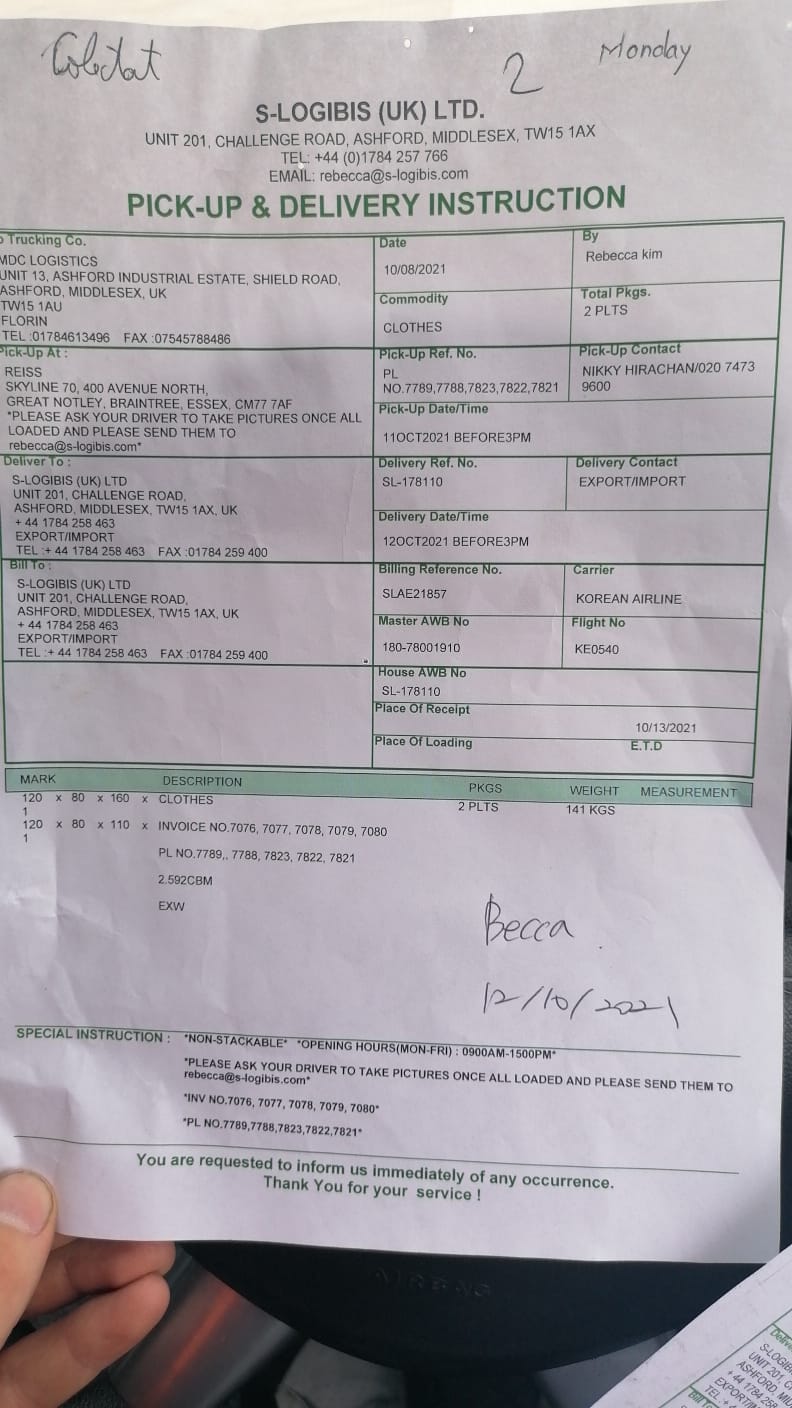 2 Monday
S-LOGIBIS (UK) LTD.
UNIT 201, CHALLENGE ROAD, ASHFORD, MIDDLESEX, TW15 1AX
TEL: +44 (0)1784 257 766
EMAIL: rebecca@s-logibis.com
PICK-UP & DELIVERY INSTRUCTION
Trucking Co.
MDC LOGISTICS
UNIT 13, ASHFORD INDUSTRIAL ESTATE, SHIELD ROAD,
ASHFORD, MIDDLESEX, UK
TW15 1AU
FLORIN
TEL :01784613496 FAX :07545788486
Date
10/08/2021
By
Rebecca kim
Commodity
CLOTHES
Total Pkgs.
2 PLTS
Pick-Up At :
REISS
SKYLINE 70, 400 AVENUE NORTH,
GREAT NOTLEY, BRAINTREE, ESSEX, CM77 7AF
*PLEASE ASK YOUR DRIVER TO TAKE PICTURES ONCE ALL
LOADED AND PLEASE SEND THEM TO
rebecca@s-logibis.com*
Pick-Up Ref. No.
PL
NO.7789,7788,7823,7822,7821
Pick-Up Contact
NIKKY HIRACHAN/020 7473
9600
Pick-Up Date/Time
11OCT2021 BEFORE3PM
Deliver To :
S-LOGIBIS (UK) LTD
UNIT 201, CHALLENGE ROAD,
ASHFORD, MIDDLESEX, TW15 1AX, UK
+ 44 1784 258 463
EXPORT/IMPORT
TEL :+ 44 1784 258 463 FAX :01784 259 400
Delivery Ref. No.
SL-178110
Delivery Contact
EXPORT/IMPORT
Delivery Date/Time
12OCT2021 BEFORE3PM
Bill To :
S-LOGIBIS (UK) LTD
UNIT 201, CHALLENGE ROAD,
ASHFORD, MIDDLESEX, TW15 1AX, UK
+ 44 1784 258 463
EXPORT/IMPORT
TEL :+ 44 1784 258 463 FAX :01784 259 400
Billing Reference No.
SLAE21857
Carrier
KOREAN AIRLINE
Master AWB No
180-78001910
Flight No
KE0540
House AWB No
SL-178110
Place Of Receipt
10/13/2021
Place Of Loading E.T.D
MARK DESCRIPTION PKGS WEIGHT MEASUREMENT
120 x 80 x 160 x CLOTHES 2 PLTS 141 KGS
1
120 x 80 x 110 x INVOICE NO.7076, 7077, 7078, 7079, 7080
1
PL NO.7789,, 7788, 7823, 7822, 7821
2.592CBM
EXW
Becca
12/10/2021
SPECIAL INSTRUCTION : *NON-STACKABLE* *OPENING HOURS(MON-FRI) : 0900AM-1500PM*
*PLEASE ASK YOUR DRIVER TO TAKE PICTURES ONCE ALL LOADED AND PLEASE SEND THEM TO
rebecca@s-logibis.com*
*INV NO.7076, 7077, 7078, 7079, 7080*
*PL NO.7789,7788,7823,7822,7821*
You are requested to inform us immediately of any occurrence.
Thank You for your service !
AIRBAG